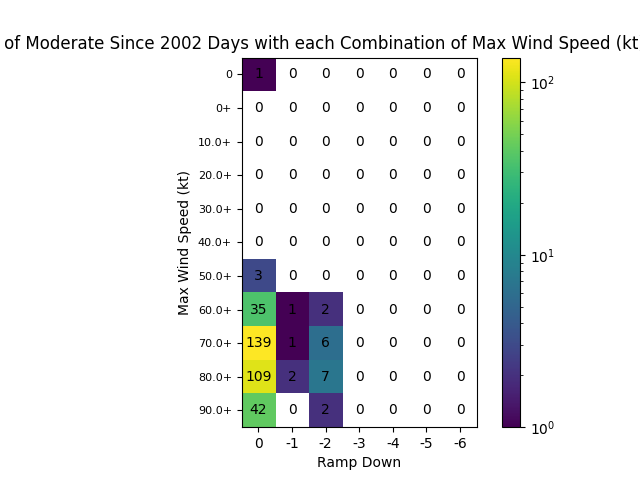 of Moderate Since 2002 Days with each Combination of Max Wind Speed (kt
Max Wind Speed (kt)
0 1 0 0 0 0 0 0
0+ 0 0 0 0 0 0 0
10.0+ 0 0 0 0 0 0 0
20.0+ 0 0 0 0 0 0 0
30.0+ 0 0 0 0 0 0 0
40.0+ 0 0 0 0 0 0 0
50.0+ 3 0 0 0 0 0 0
60.0+ 35 1 2 0 0 0 0
70.0+ 139 1 6 0 0 0 0
80.0+ 109 2 7 0 0 0 0
90.0+ 42 0 2 0 0 0 0
0 -1 -2 -3 -4 -5 -6
Ramp Down
10²
10¹
10⁰